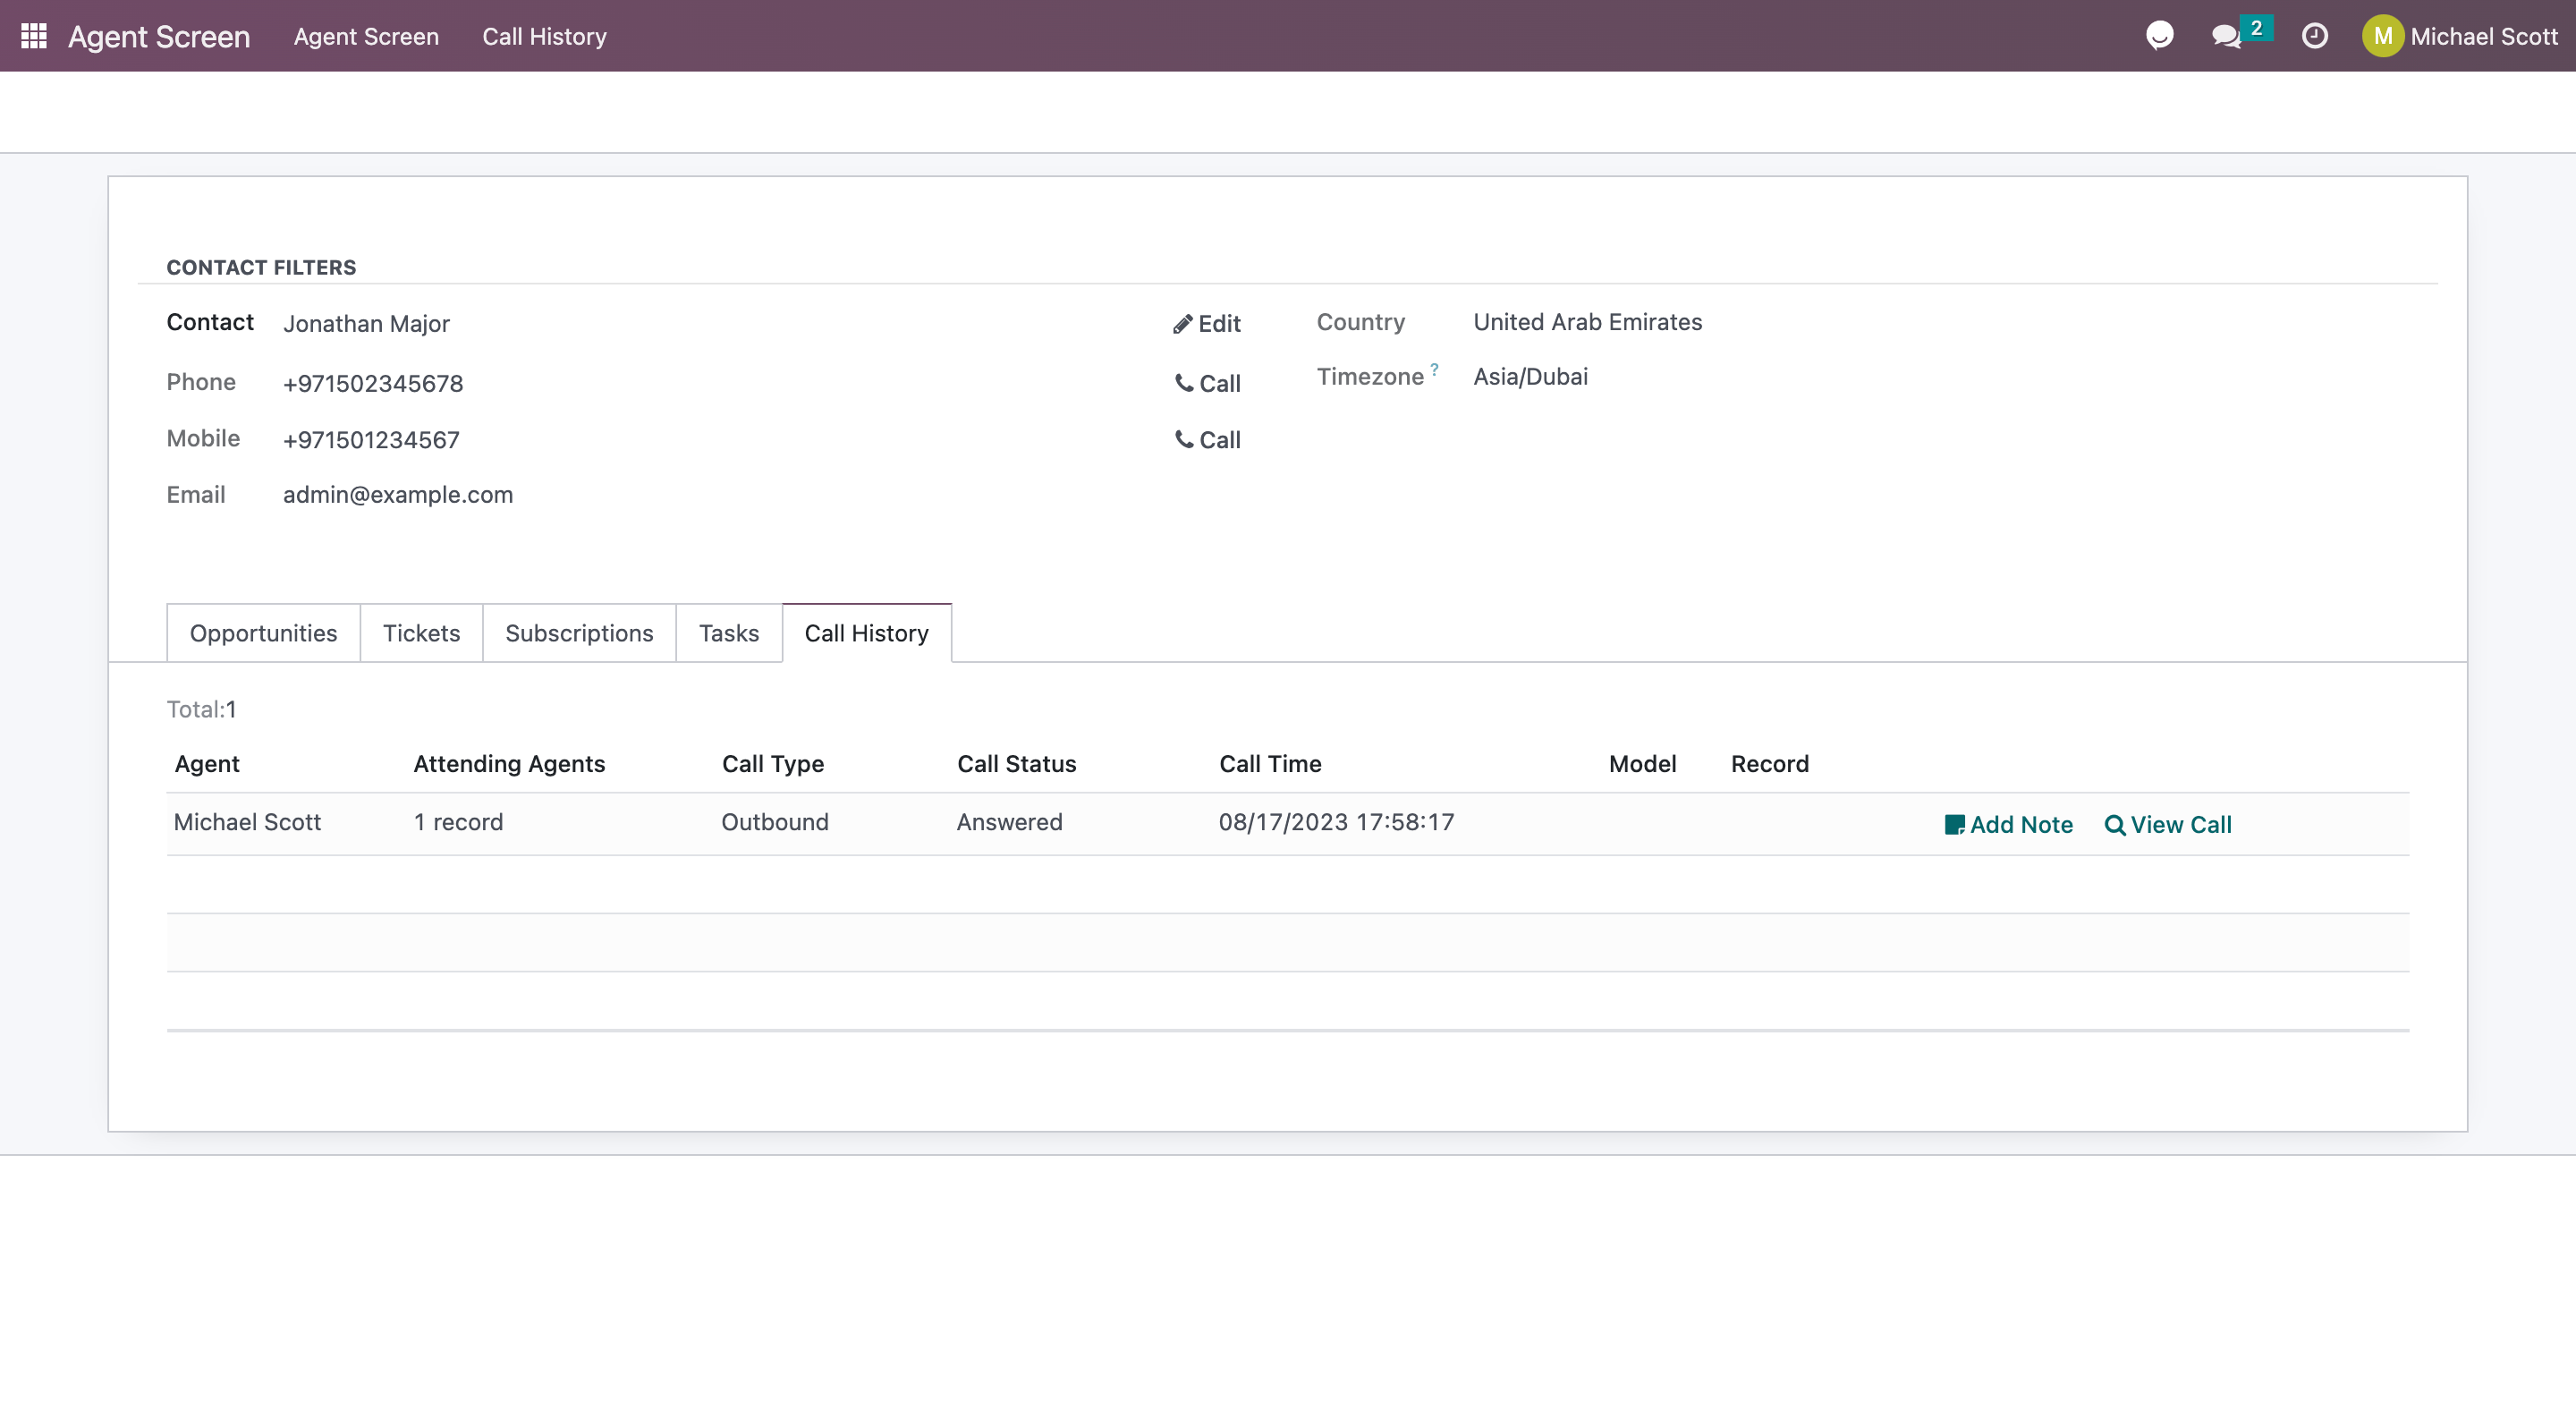 Agent Screen Agent Screen Call History 2 M Michael Scott
CONTACT FILTERS
Contact Jonathan Major Edit Country United Arab Emirates
Phone +971502345678 Call Timezone ? Asia/Dubai
Mobile +971501234567 Call
Email admin@example.com
Opportunities Tickets Subscriptions Tasks Call History
Total:1
Agent Attending Agents Call Type Call Status Call Time Model Record
Michael Scott 1 record Outbound Answered 08/17/2023 17:58:17 Add Note View Call